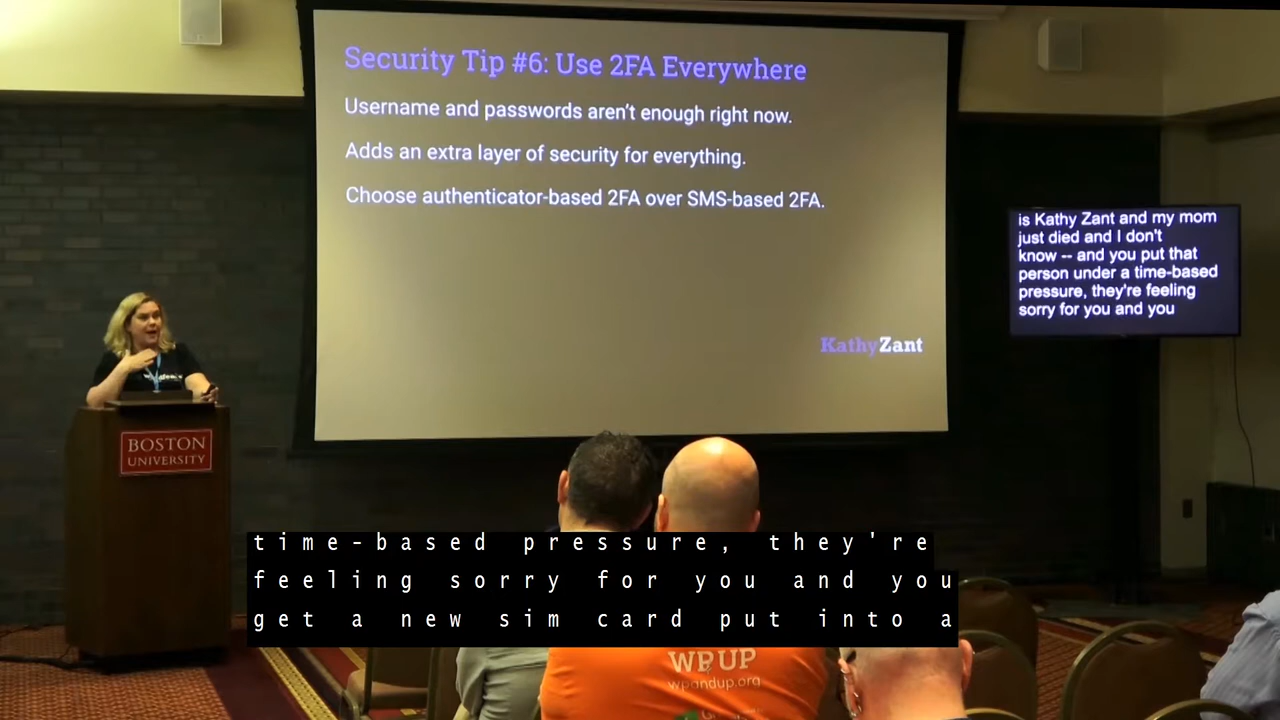 Security Tip #6: Use 2FA Everywhere
Username and passwords aren't enough right now.
Adds an extra layer of security for everything.
Choose authenticator-based 2FA over SMS-based 2FA.
KathyZant
is Kathy Zant and my mom
just died and I don't
know -- and you put that
person under a time-based
pressure, they're feeling
sorry for you and you
BOSTON
UNIVERSITY
time-based pressure, they're
feeling sorry for you and you
get a new sim card put into a
WP UP
wpandup.org